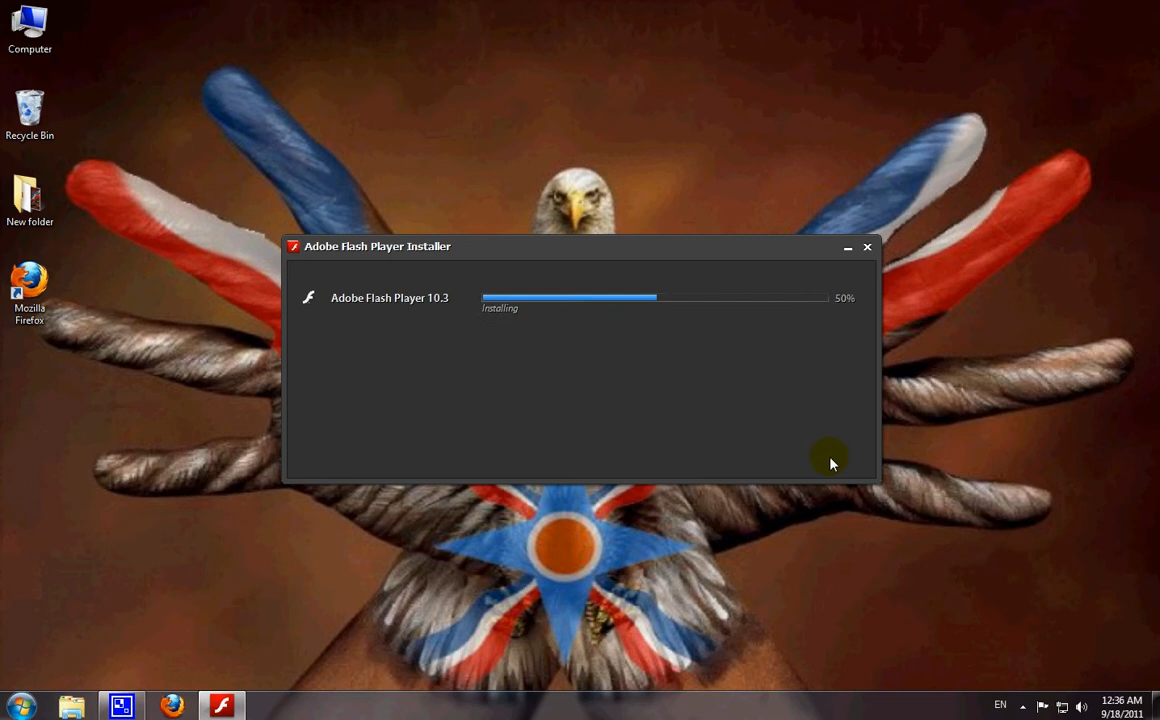 Computer
Recycle Bin
New folder
Mozilla
Firefox
Adobe Flash Player Installer
Adobe Flash Player 10.3
50%
Installing
EN
12:36 AM
9/18/2011